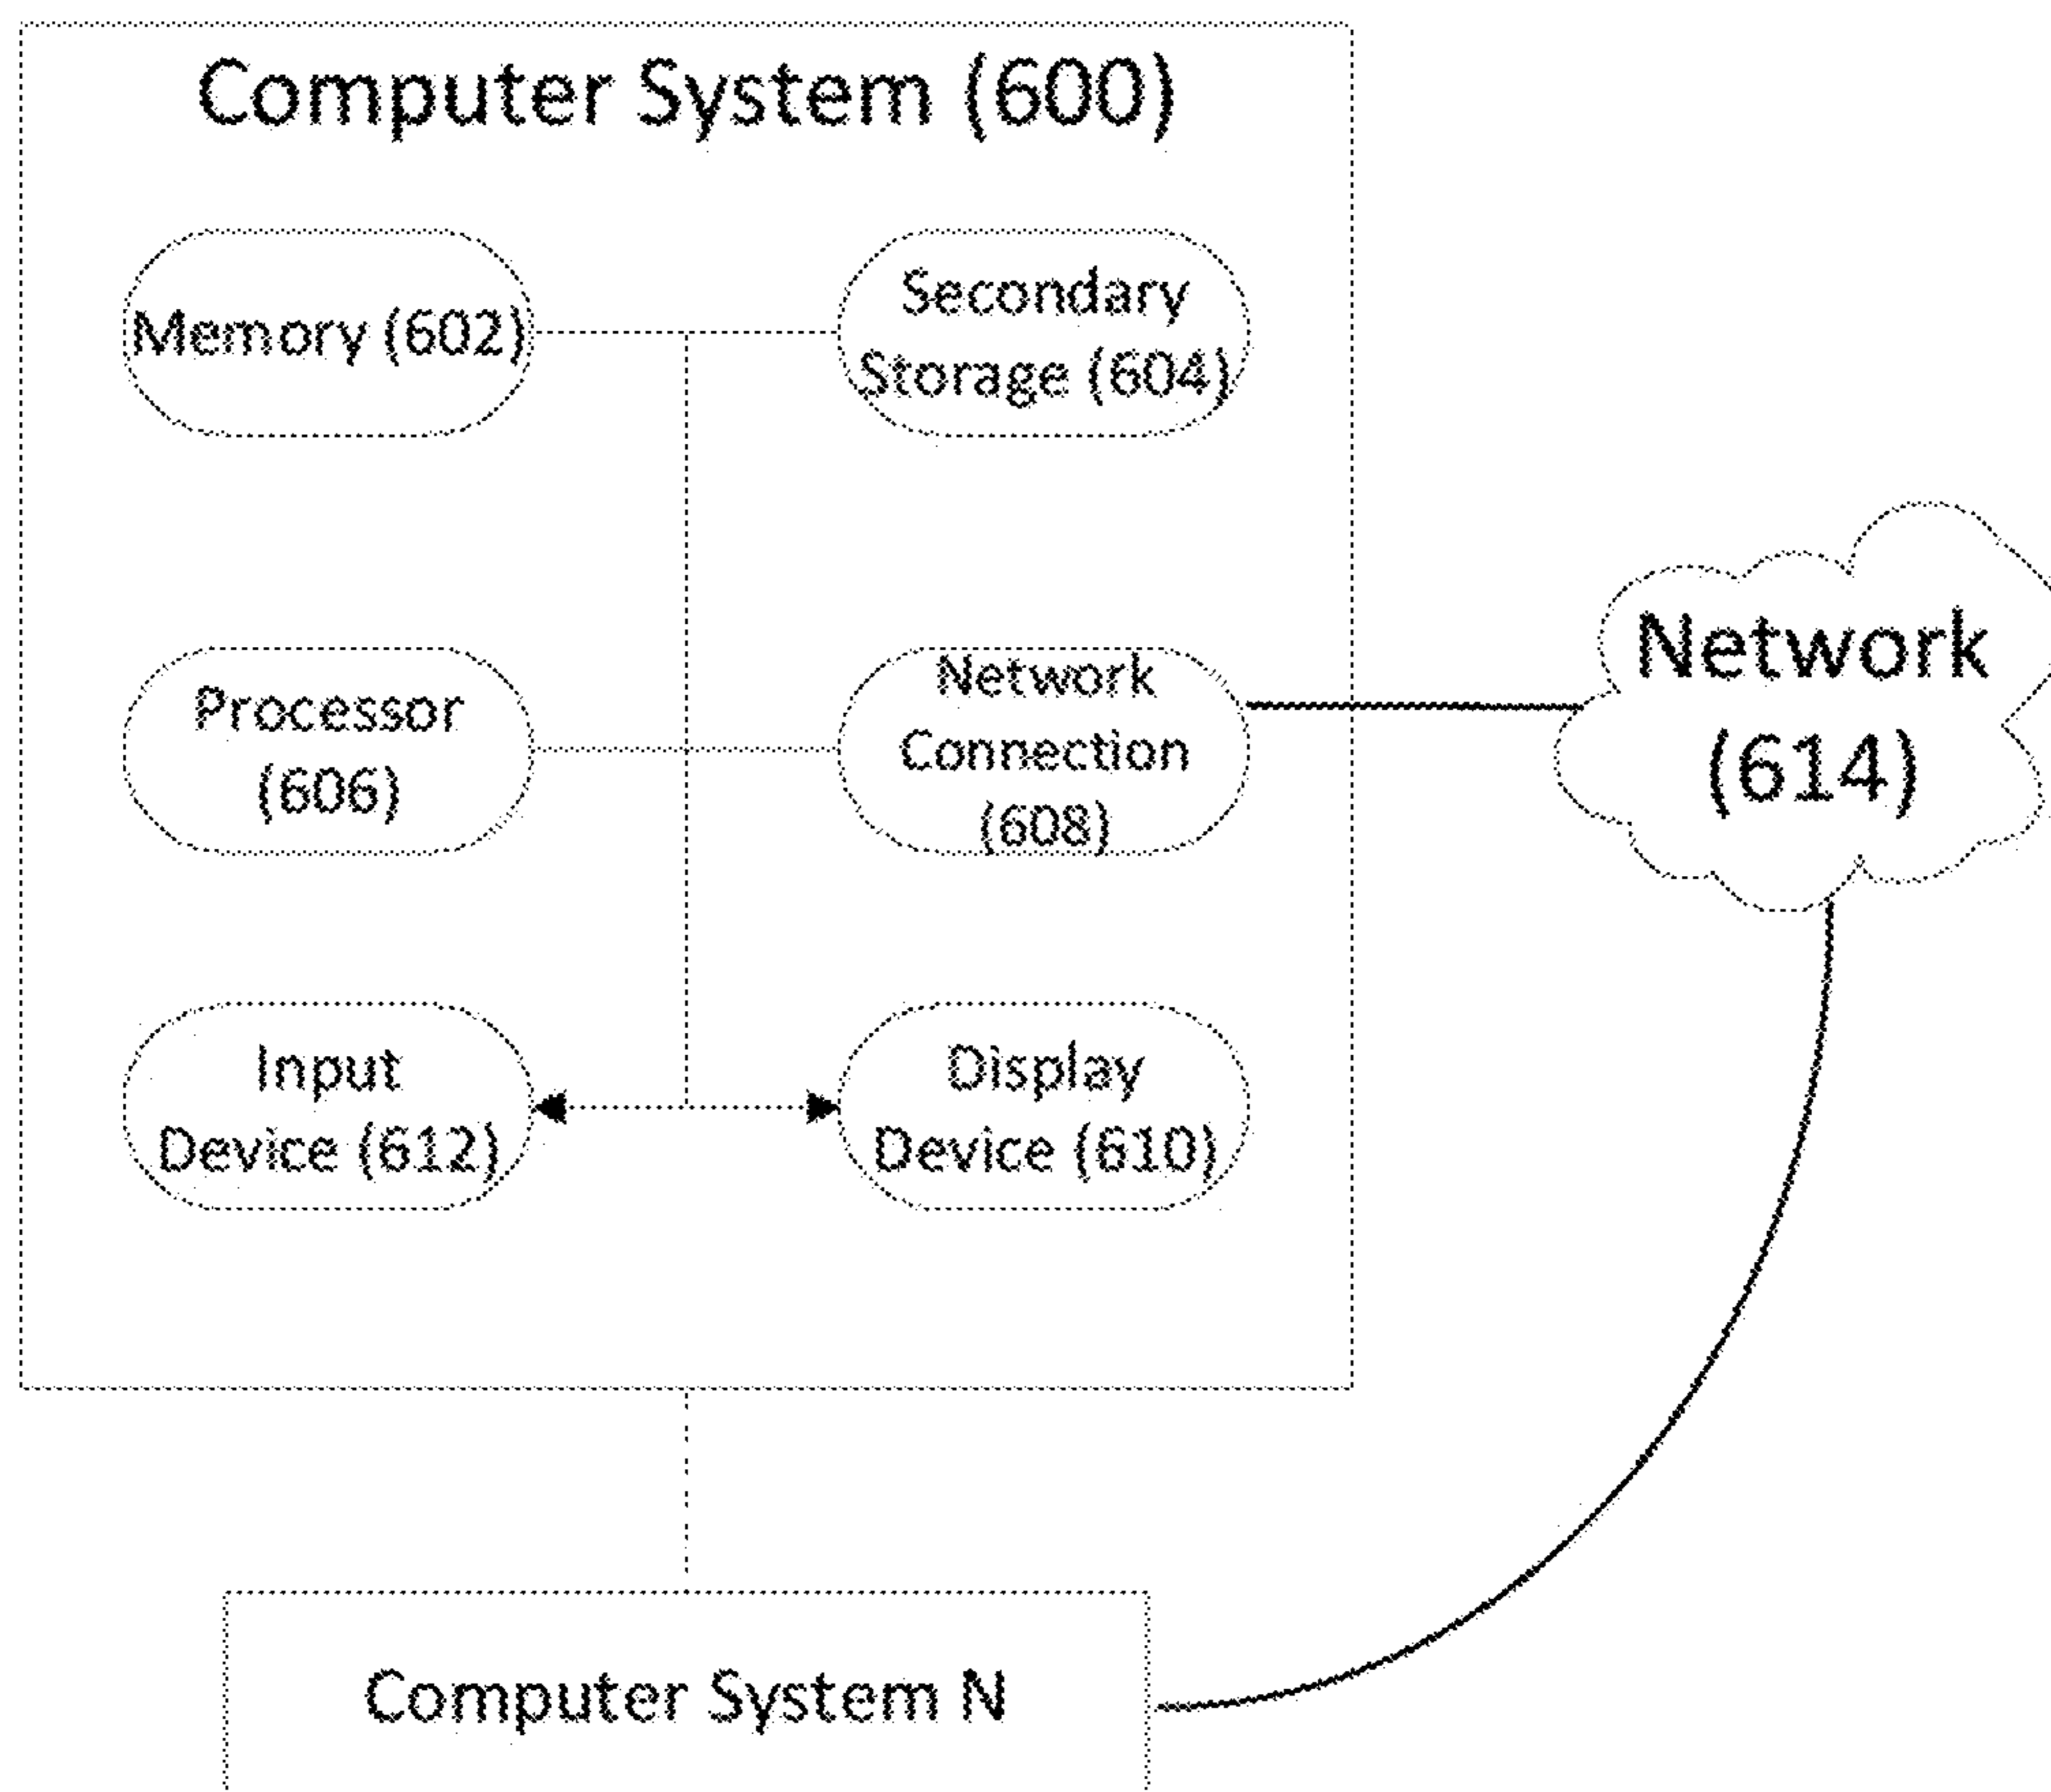 Computer System (600)
Memory (602)
Secondary
Storage (604)
Processor
(606)
Network
Connection
(608)
Network
(614)
Input
Device (612)
Display
Device (610)
Computer System N